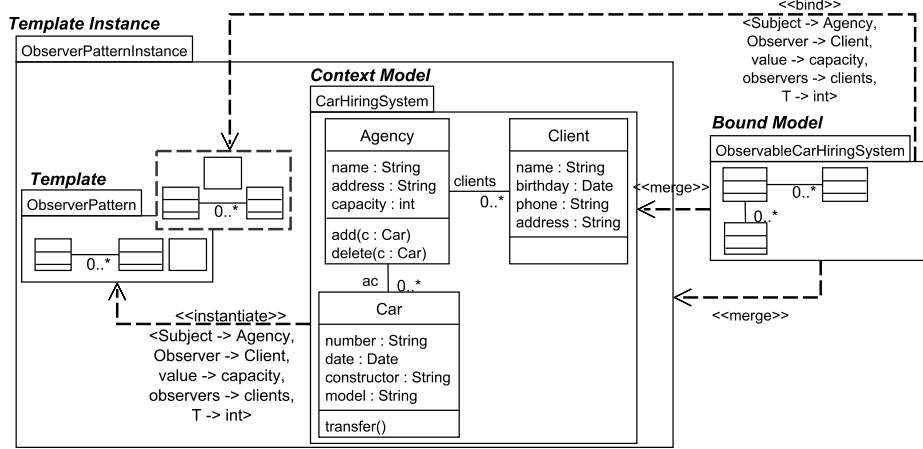 <<bind>>
<Subject -> Agency,
Observer -> Client,
value -> capacity,
observers -> clients,
T -> int>
Template Instance
ObserverPatternInstance
Context Model
CarHiringSystem
Agency
name : String
address : String
capacity : int
add(c : Car)
delete(c : Car)
clients
0..*
Client
name : String
birthday : Date
phone : String
address : String
<<merge>>
Bound Model
ObservableCarHiringSystem
0..*
0..*
<<merge>>
Template
ObserverPattern
0..*
0..*
ac
0..*
Car
number : String
date : Date
constructor : String
model : String
transfer()
<<instantiate>>
<Subject -> Agency,
Observer -> Client,
value -> capacity,
observers -> clients,
T -> int>